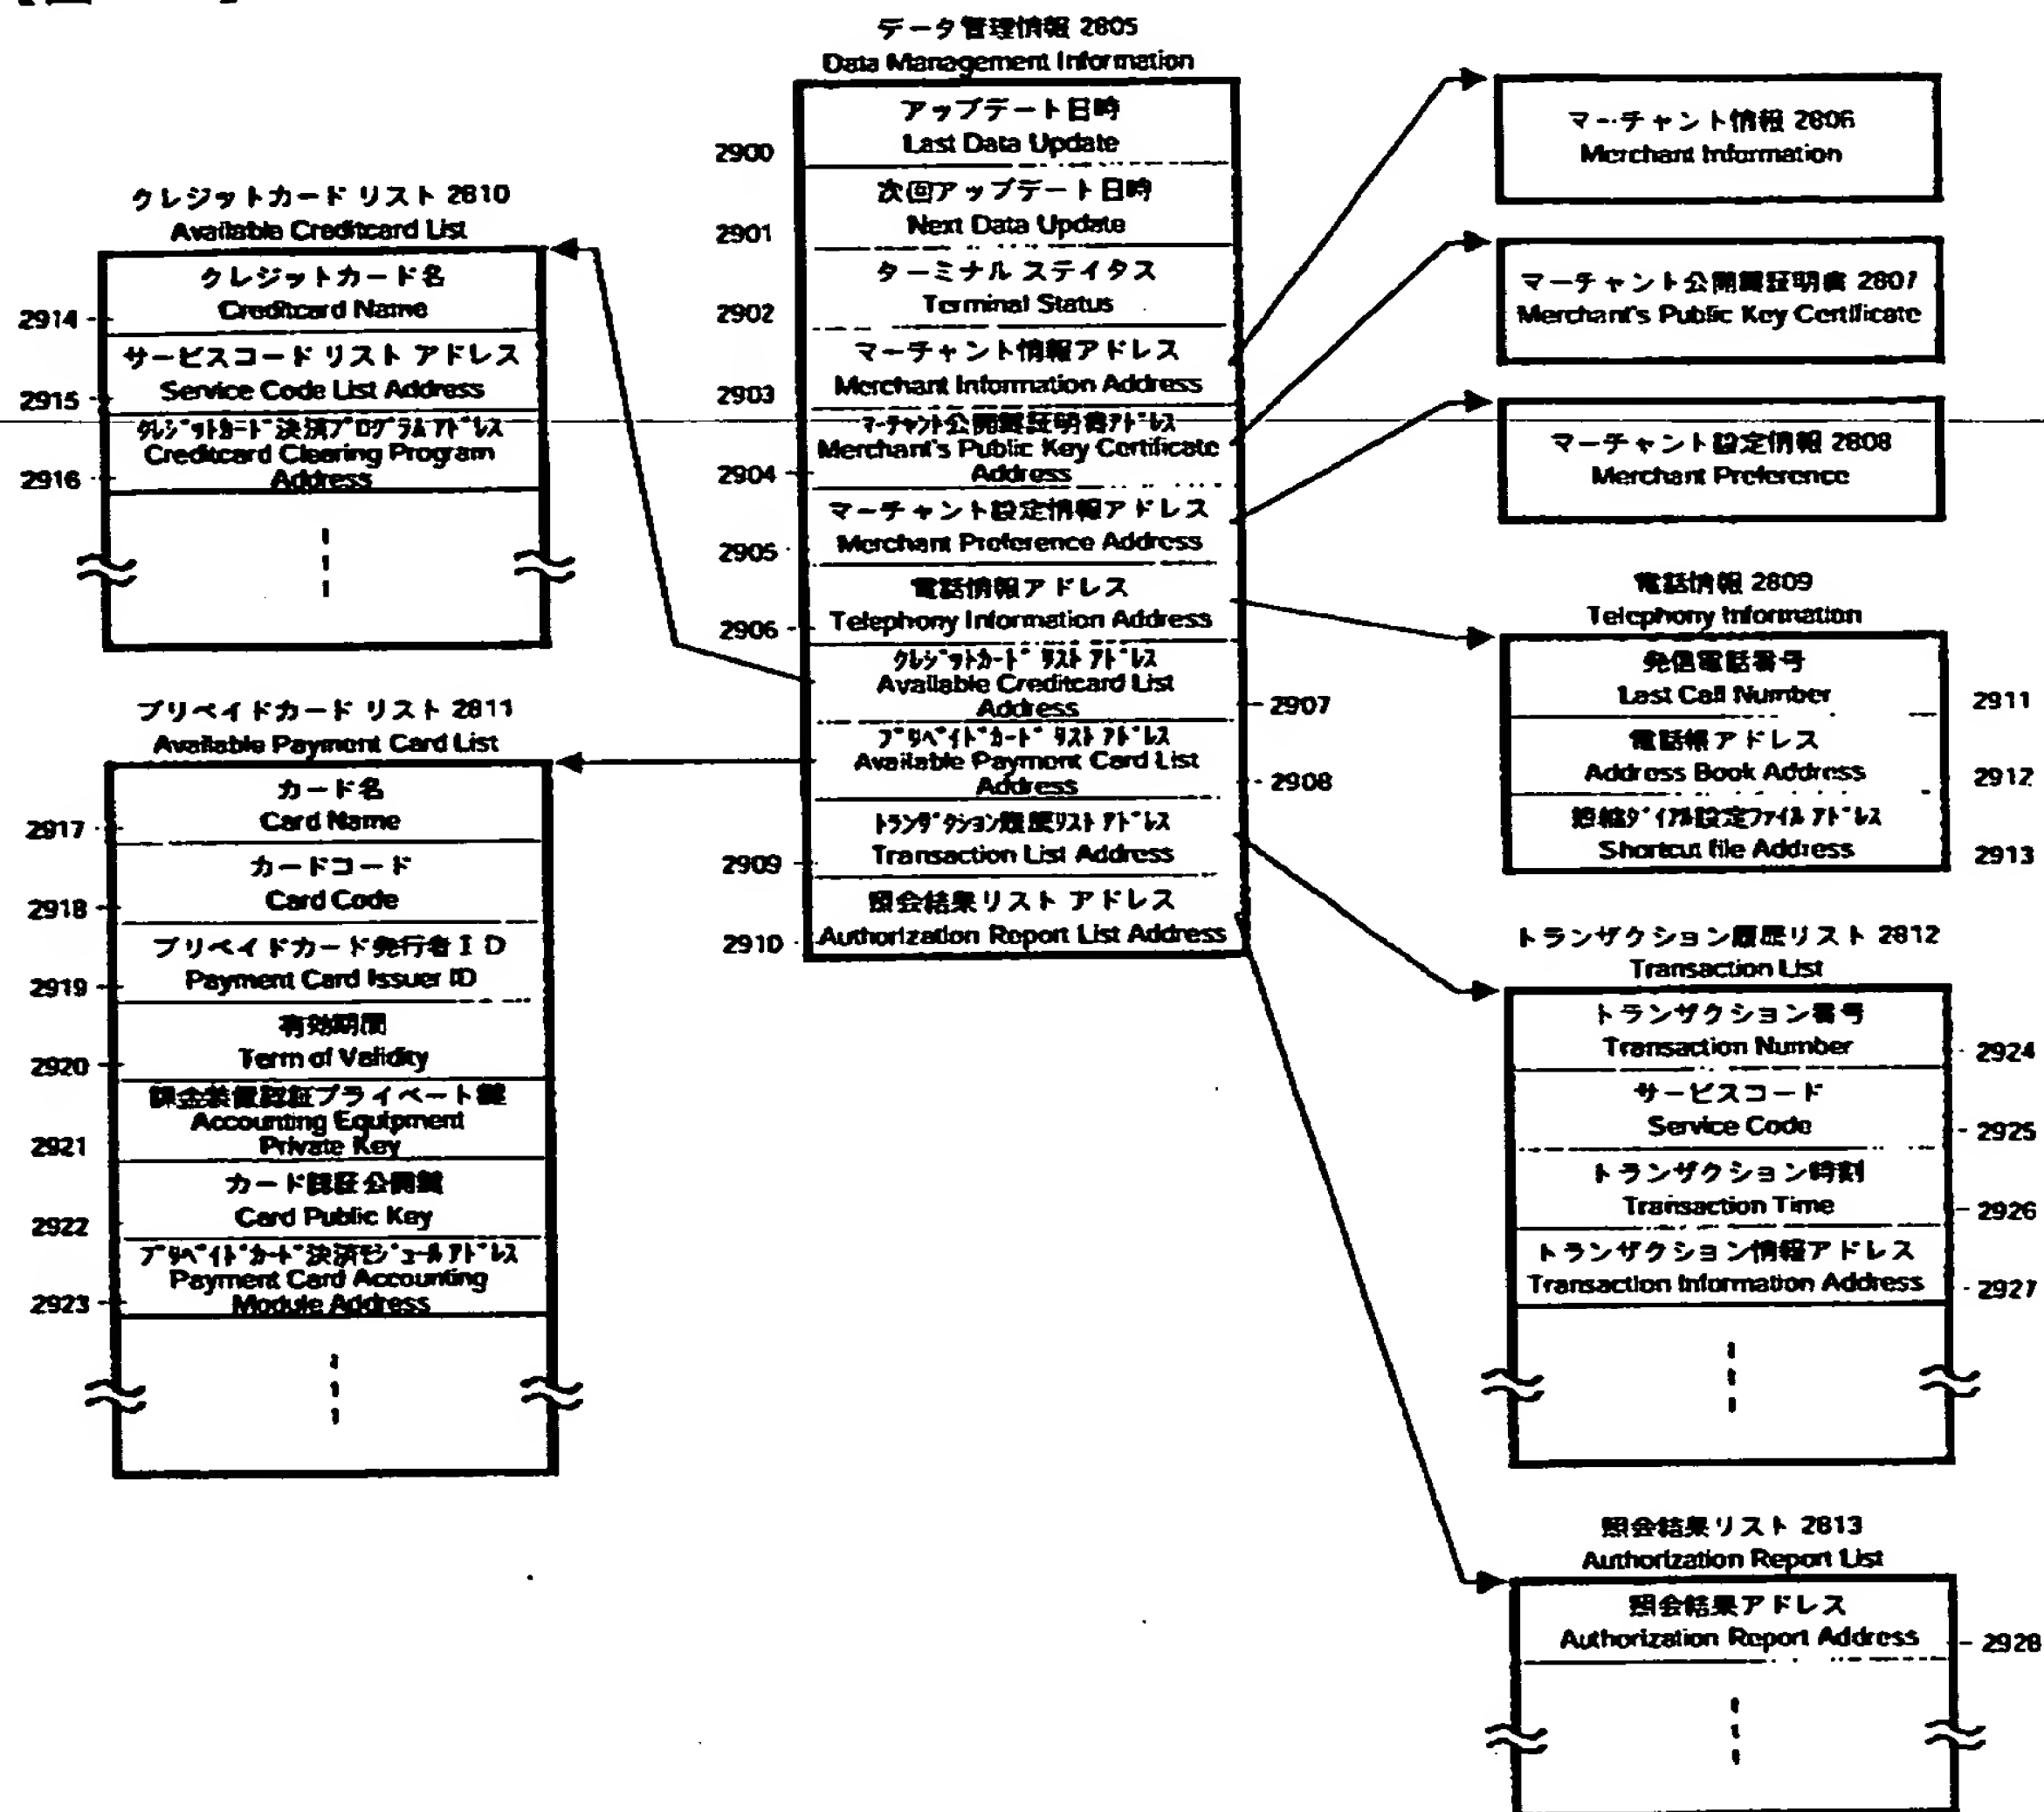 データ管理情報 2805
Data Management Information
アップデート日時
Last Data Update
2900
次回アップデート日時
Next Data Update
2901
ターミナル ステイタス
Terminal Status
2902
マーチャント情報アドレス
Merchant Information Address
2903
マーチャント公開鍵証明書アドレス
Merchant's Public Key Certificate
Address
2904
マーチャント設定情報アドレス
Merchant Preference Address
2905
電話情報アドレス
Telephony Information Address
2906
クレジットカード リスト アドレス
Available Creditcard List
Address
2907
プリペイドカード リスト アドレス
Available Payment Card List
Address
2908
トランザクション履歴リスト アドレス
Transaction List Address
2909
照会結果リスト アドレス
Authorization Report List Address
2910
クレジットカード リスト 2810
Available Creditcard List
クレジットカード名
Creditcard Name
2914
サービスコード リスト アドレス
Service Code List Address
2915
クレジットカード決済プログラムアドレス
Creditcard Clearing Program
Address
2916
プリペイドカード リスト 2811
Available Payment Card List
カード名
Card Name
2917
カードコード
Card Code
2918
プリペイドカード発行者ID
Payment Card Issuer ID
2919
有効期間
Term of Validity
2920
課金装置認証プライベート鍵
Accounting Equipment
Private Key
2921
カード認証公開鍵
Card Public Key
2922
プリペイドカード決済モジュールアドレス
Payment Card Accounting
Module Address
2923
マーチャント情報 2806
Merchant Information
マーチャント公開鍵証明書 2807
Merchant's Public Key Certificate
マーチャント設定情報 2808
Merchant Preference
電話情報 2809
Telephony Information
発信電話番号
Last Call Number
2911
電話帳アドレス
Address Book Address
2912
短縮ダイアル設定ファイル アドレス
Shortcut file Address
2913
トランザクション履歴リスト 2812
Transaction List
トランザクション番号
Transaction Number
2924
サービスコード
Service Code
2925
トランザクション時刻
Transaction Time
2926
トランザクション情報アドレス
Transaction Information Address
2927
照会結果リスト 2813
Authorization Report List
照会結果アドレス
Authorization Report Address
2928